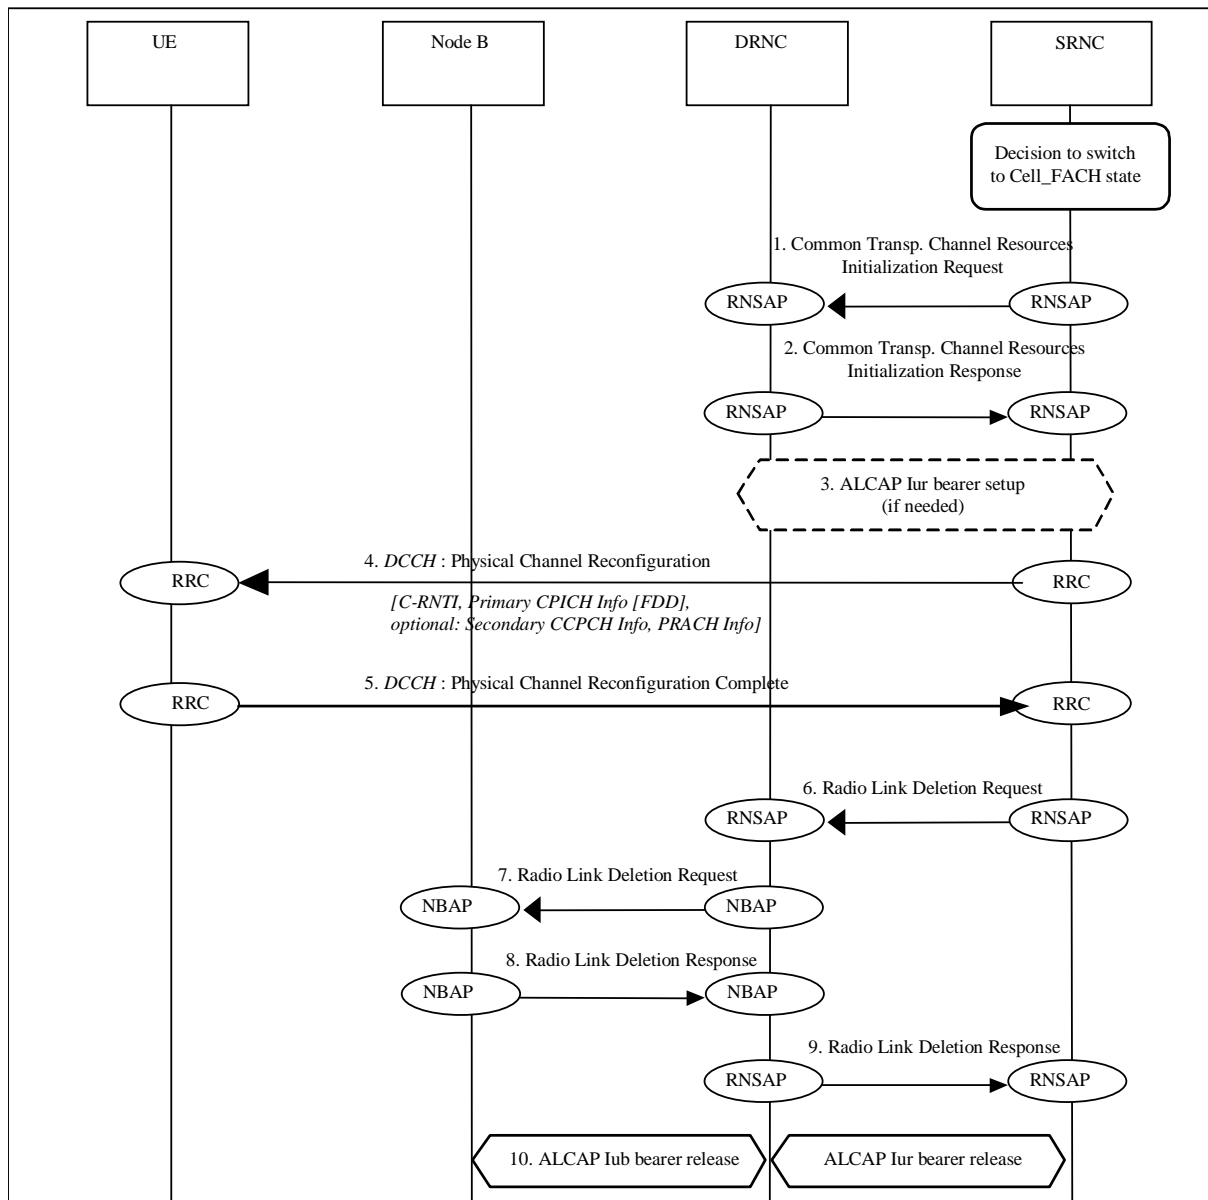 UE
Node B
DRNC
SRNC
Decision to switch
to Cell_FACH state
1. Common Transp. Channel Resources
Initialization Request
RNSAP
RNSAP
2. Common Transp. Channel Resources
Initialization Response
RNSAP
RNSAP
3. ALCAP Iur bearer setup
(if needed)
4. DCCH : Physical Channel Reconfiguration
RRC
RRC
[C-RNTI, Primary CPICH Info [FDD],
optional: Secondary CCPCH Info, PRACH Info]
5. DCCH : Physical Channel Reconfiguration Complete
RRC
RRC
6. Radio Link Deletion Request
RNSAP
RNSAP
7. Radio Link Deletion Request
NBAP
NBAP
8. Radio Link Deletion Response
NBAP
NBAP
9. Radio Link Deletion Response
RNSAP
RNSAP
10. ALCAP Iub bearer release
ALCAP Iur bearer release